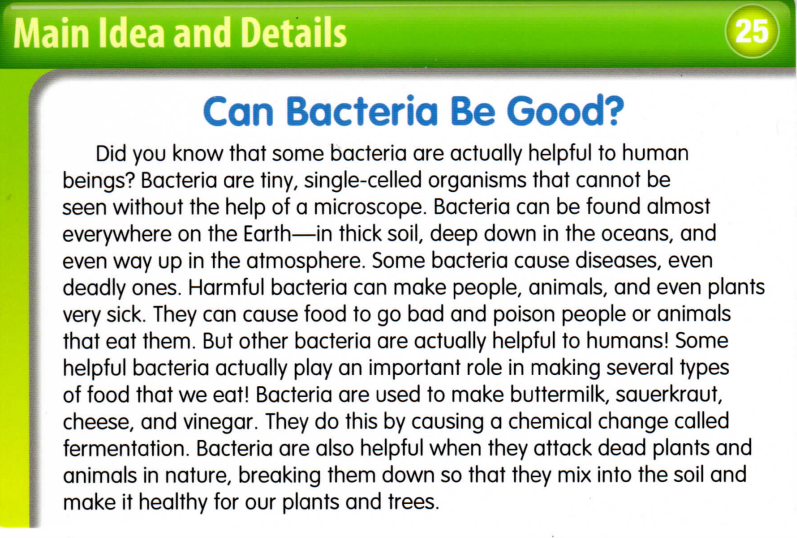 Main Idea and Details
25
Can Bacteria Be Good?
Did you know that some bacteria are actually helpful to human
beings? Bacteria are tiny, single-celled organisms that cannot be
seen without the help of a microscope. Bacteria can be found almost
everywhere on the Earth—in thick soil, deep down in the oceans, and
even way up in the atmosphere. Some bacteria cause diseases, even
deadly ones. Harmful bacteria can make people, animals, and even plants
very sick. They can cause food to go bad and poison people or animals
that eat them. But other bacteria are actually helpful to humans! Some
helpful bacteria actually play an important role in making several types
of food that we eat! Bacteria are used to make buttermilk, sauerkraut,
cheese, and vinegar. They do this by causing a chemical change called
fermentation. Bacteria are also helpful when they attack dead plants and
animals in nature, breaking them down so that they mix into the soil and
make it healthy for our plants and trees.